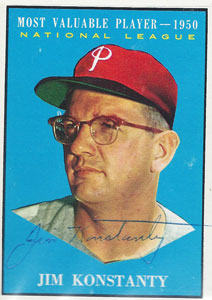 MOST VALUABLE PLAYER—1950
NATIONAL LEAGUE
P
Jim Konstanty
JIM KONSTANTY